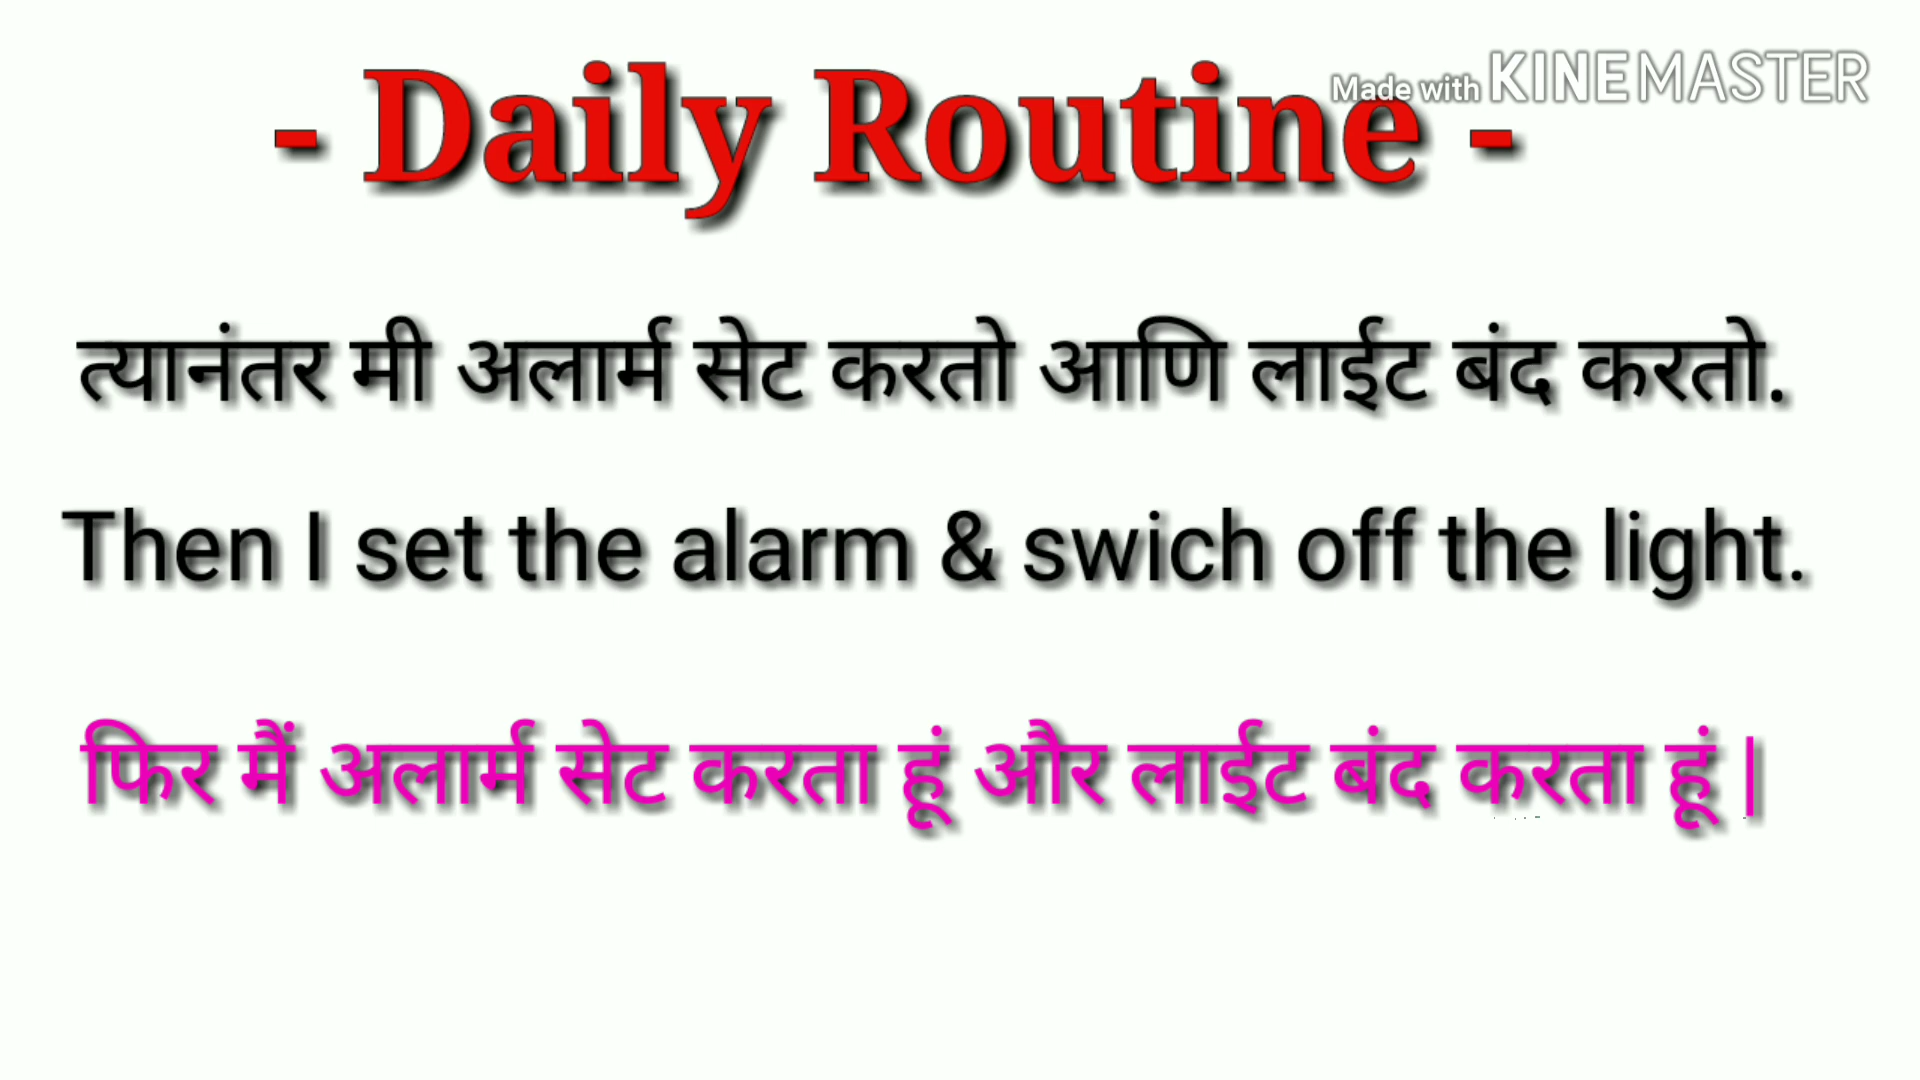 Made with KINEMASTER
- Daily Routine -
त्यानंतर मी अलार्म सेट करतो आणि लाईट बंद करतो.
Then I set the alarm & swich off the light.
फिर मैं अलार्म सेट करता हूं और लाईट बंद करता हूं|